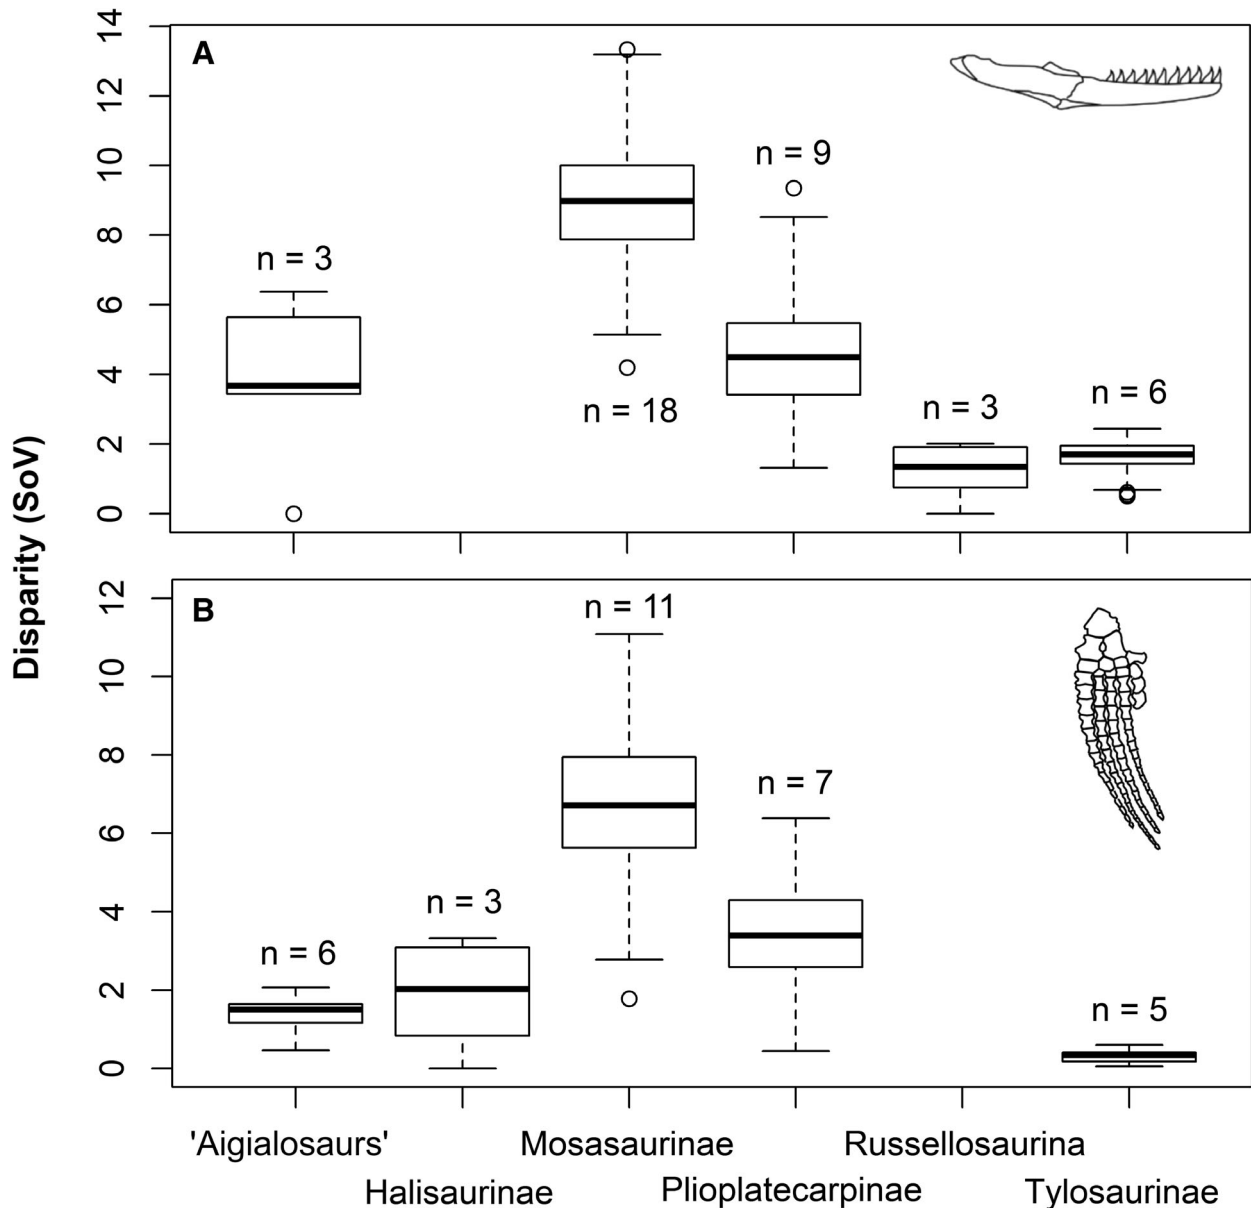 Disparity (SoV)
A
14
12
10
8
6
4
2
0
n = 3
n = 18
n = 9
n = 3
n = 6
B
12
10
8
6
4
2
0
n = 6
n = 3
n = 11
n = 7
n = 5
'Aigialosaurs'
Halisaurinae
Mosasaurinae
Plioplatecarpinae
Russellosaurina
Tylosaurinae